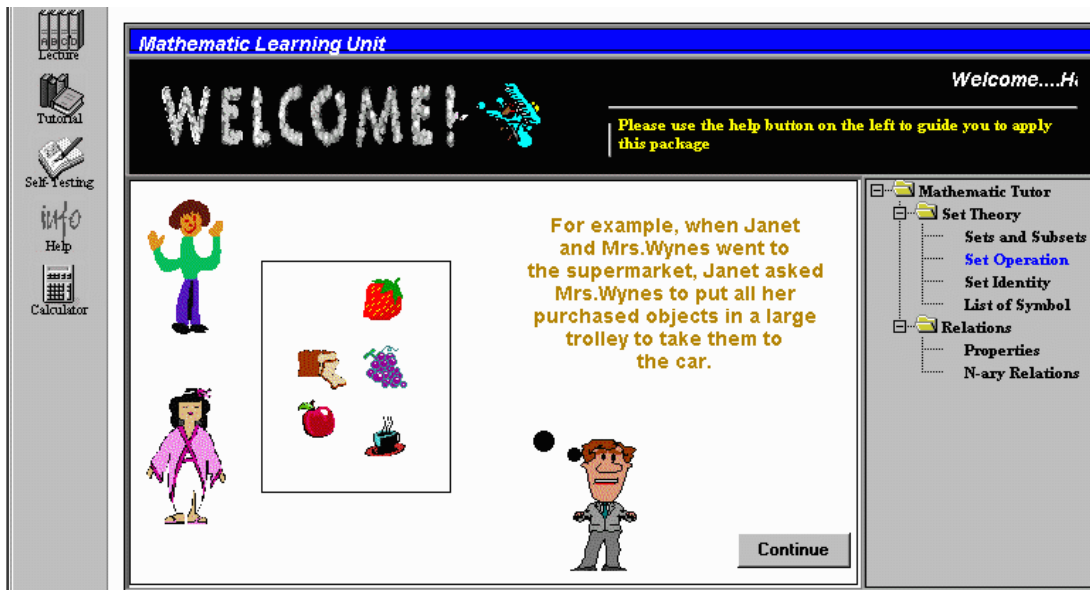 Lecture
Tutorial
Self-Testing
info
Help
Calculator
Mathematic Learning Unit
WELCOME!
Welcome....Ha
Please use the help button on the left to guide you to apply
this package
For example, when Janet
and Mrs.Wynes went to
the supermarket, Janet asked
Mrs.Wynes to put all her
purchased objects in a large
trolley to take them to
the car.
Continue
Mathematic Tutor
Set Theory
Sets and Subsets
Set Operation
Set Identity
List of Symbol
Relations
Properties
N-ary Relations